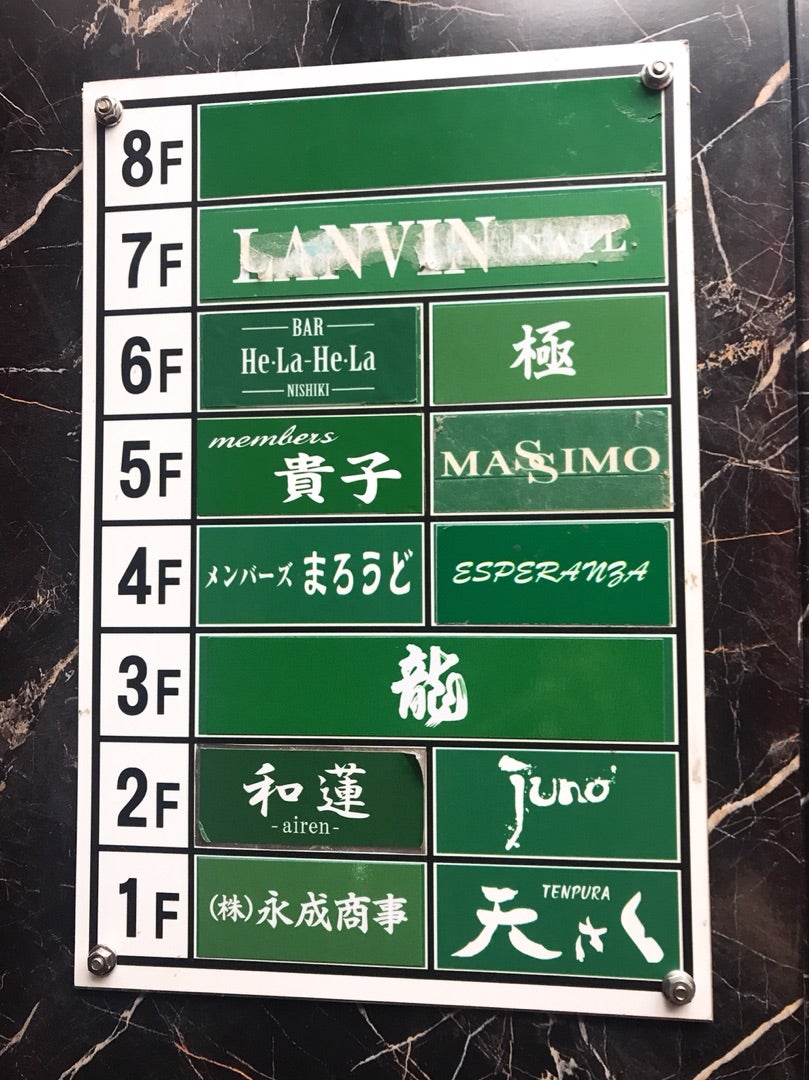 8F
7F
LANVIN NAIL
6F
BAR
He·La-He·La
NISHIKI
極
5F
members
貴子
MASSIMO
4F
メンバーズ まろうど
ESPERANZA
3F
龍
2F
和蓮
-airen-
Juno
1F
(株)永成商事
TENPURA
天さく